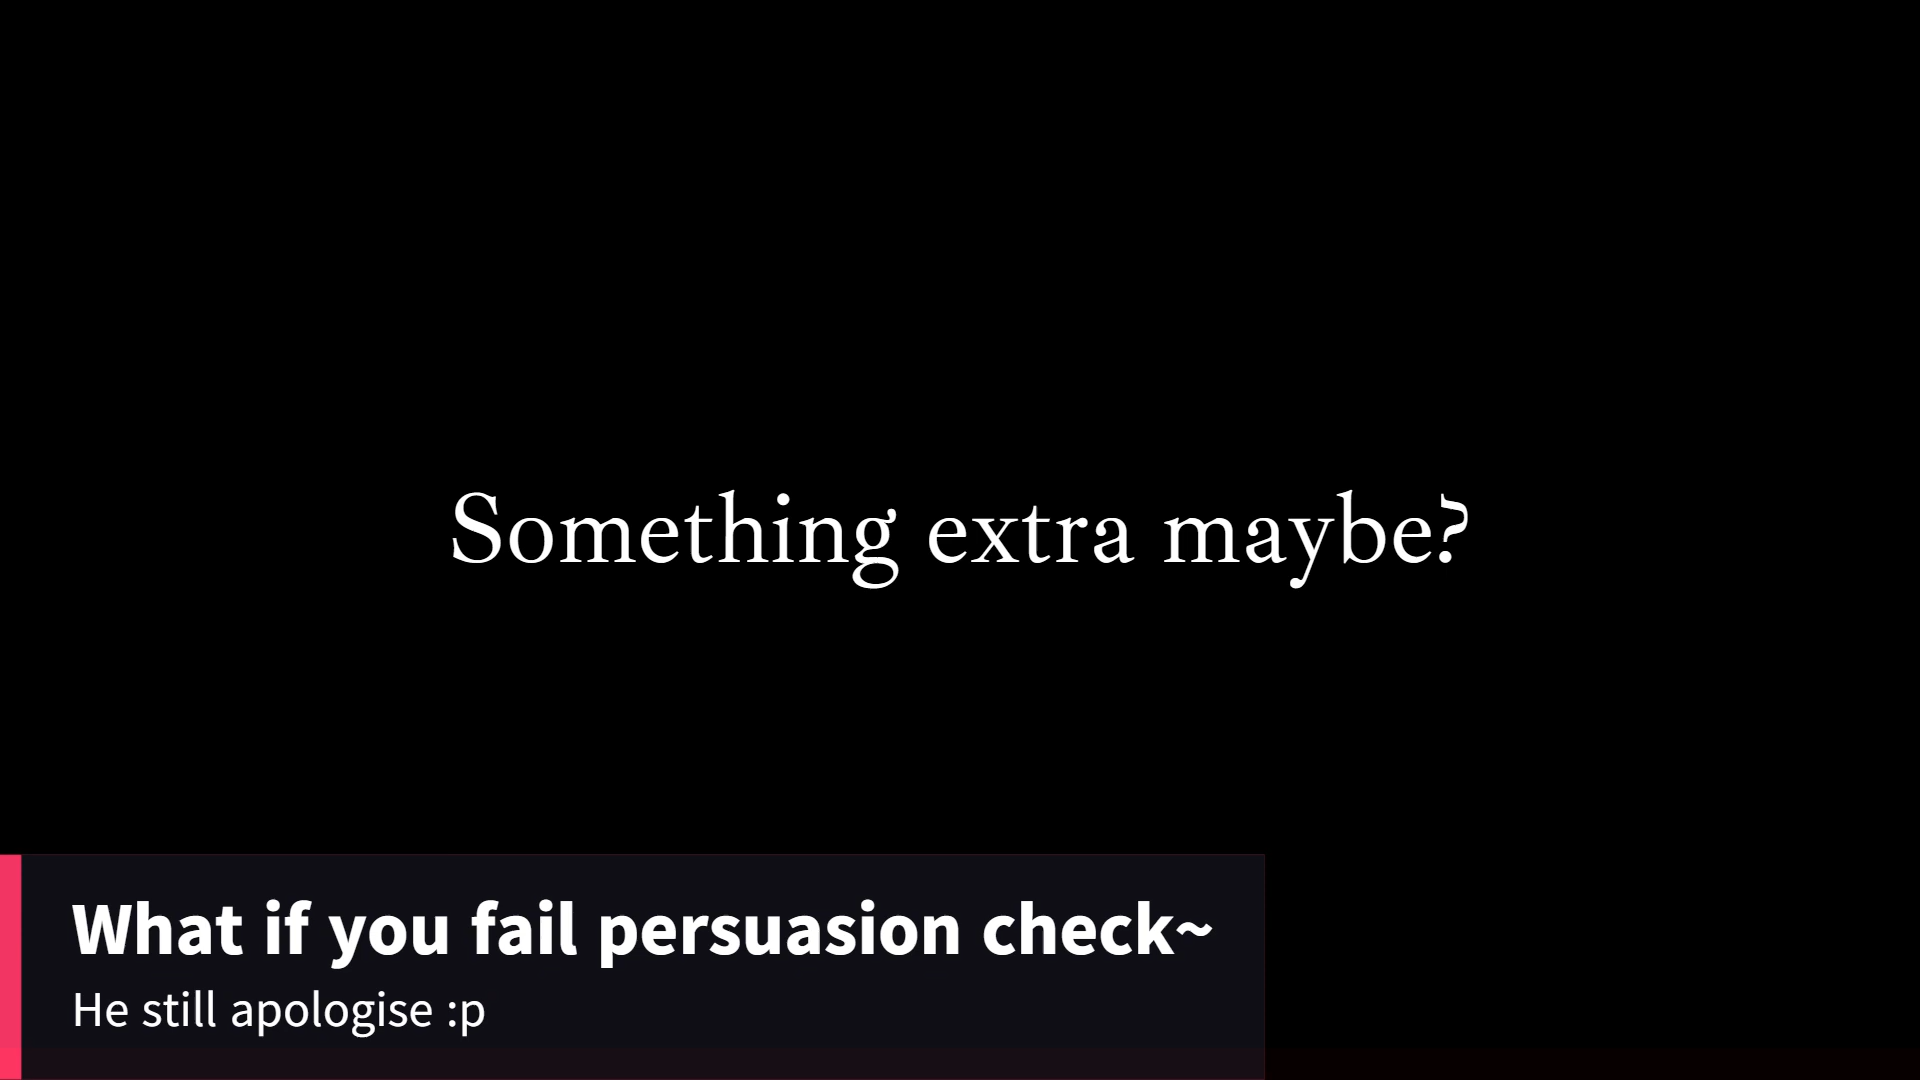 Something extra maybe?
What if you fail persuasion check~
He still apologise :p